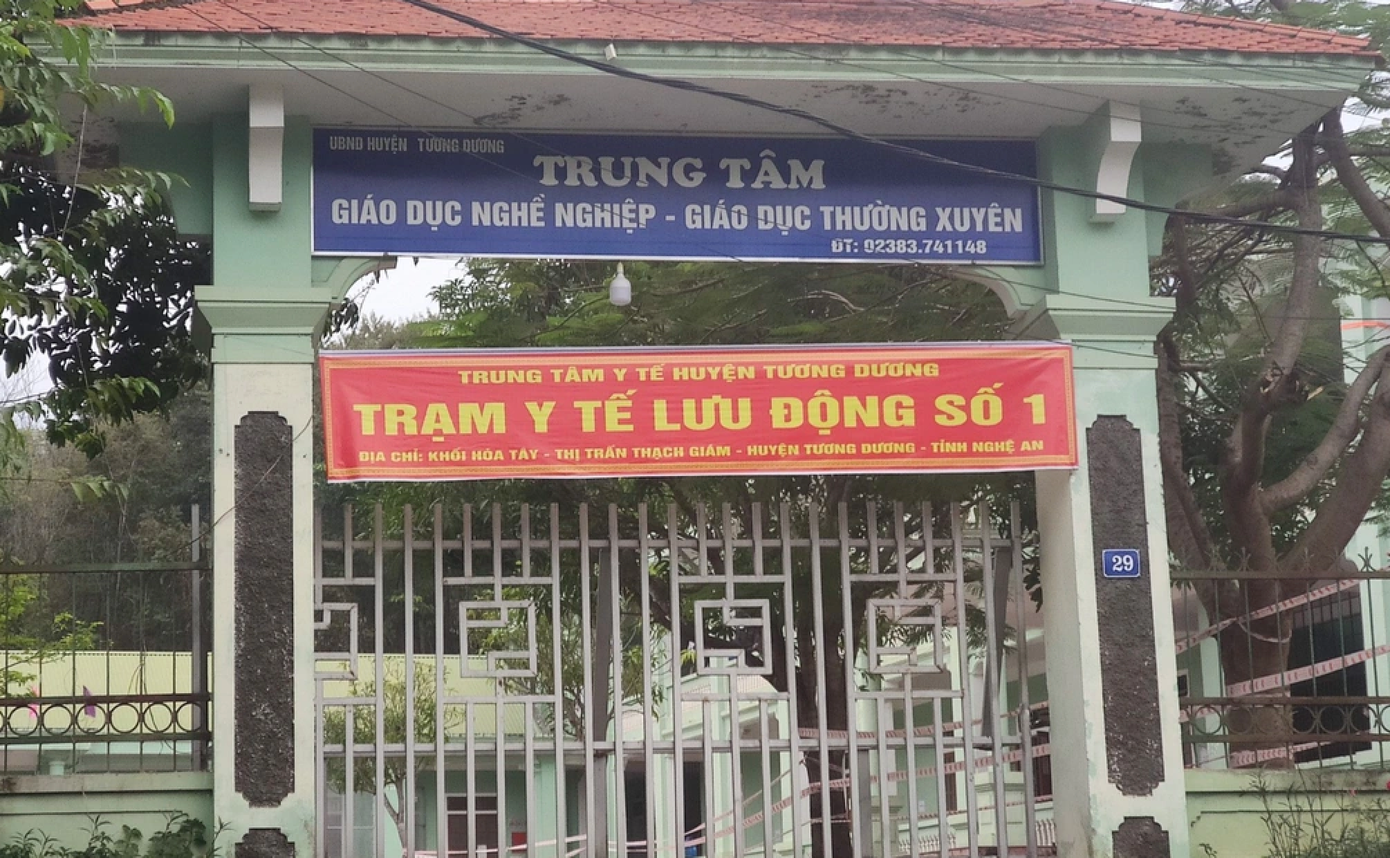 UBND HUYỆN TƯƠNG DƯƠNG
TRUNG TÂM
GIÁO DỤC NGHỀ NGHIỆP - GIÁO DỤC THƯỜNG XUYÊN
ĐT: 02383.741148
TRUNG TÂM Y TẾ HUYỆN TƯƠNG DƯƠNG
TRẠM Y TẾ LƯU ĐỘNG SỐ 1
ĐỊA CHỈ: KHỐI HÒA TÂY - THỊ TRẤN THẠCH GIÁM - HUYỆN TƯƠNG DƯƠNG - TỈNH NGHỆ AN
29